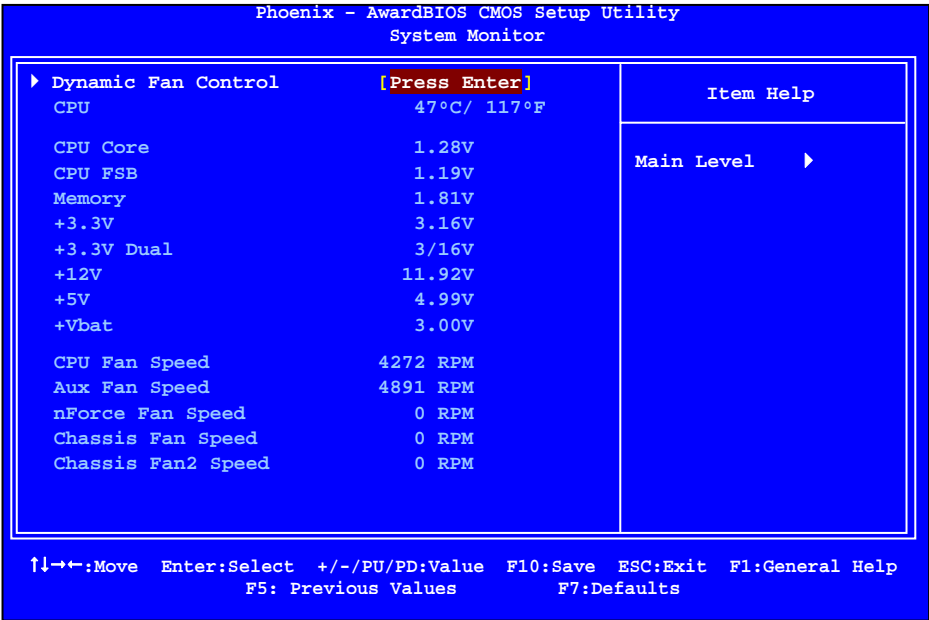 Phoenix – AwardBIOS CMOS Setup Utility
System Monitor
Dynamic Fan Control [Press Enter]
CPU 47ºC/ 117ºF
CPU Core 1.28V
CPU FSB 1.19V
Memory 1.81V
+3.3V 3.16V
+3.3V Dual 3/16V
+12V 11.92V
+5V 4.99V
+Vbat 3.00V
CPU Fan Speed 4272 RPM
Aux Fan Speed 4891 RPM
nForce Fan Speed 0 RPM
Chassis Fan Speed 0 RPM
Chassis Fan2 Speed 0 RPM
Item Help
Main Level
↑↓→←:Move Enter:Select +/-/PU/PD:Value F10:Save ESC:Exit F1:General Help
F5: Previous Values F7:Defaults